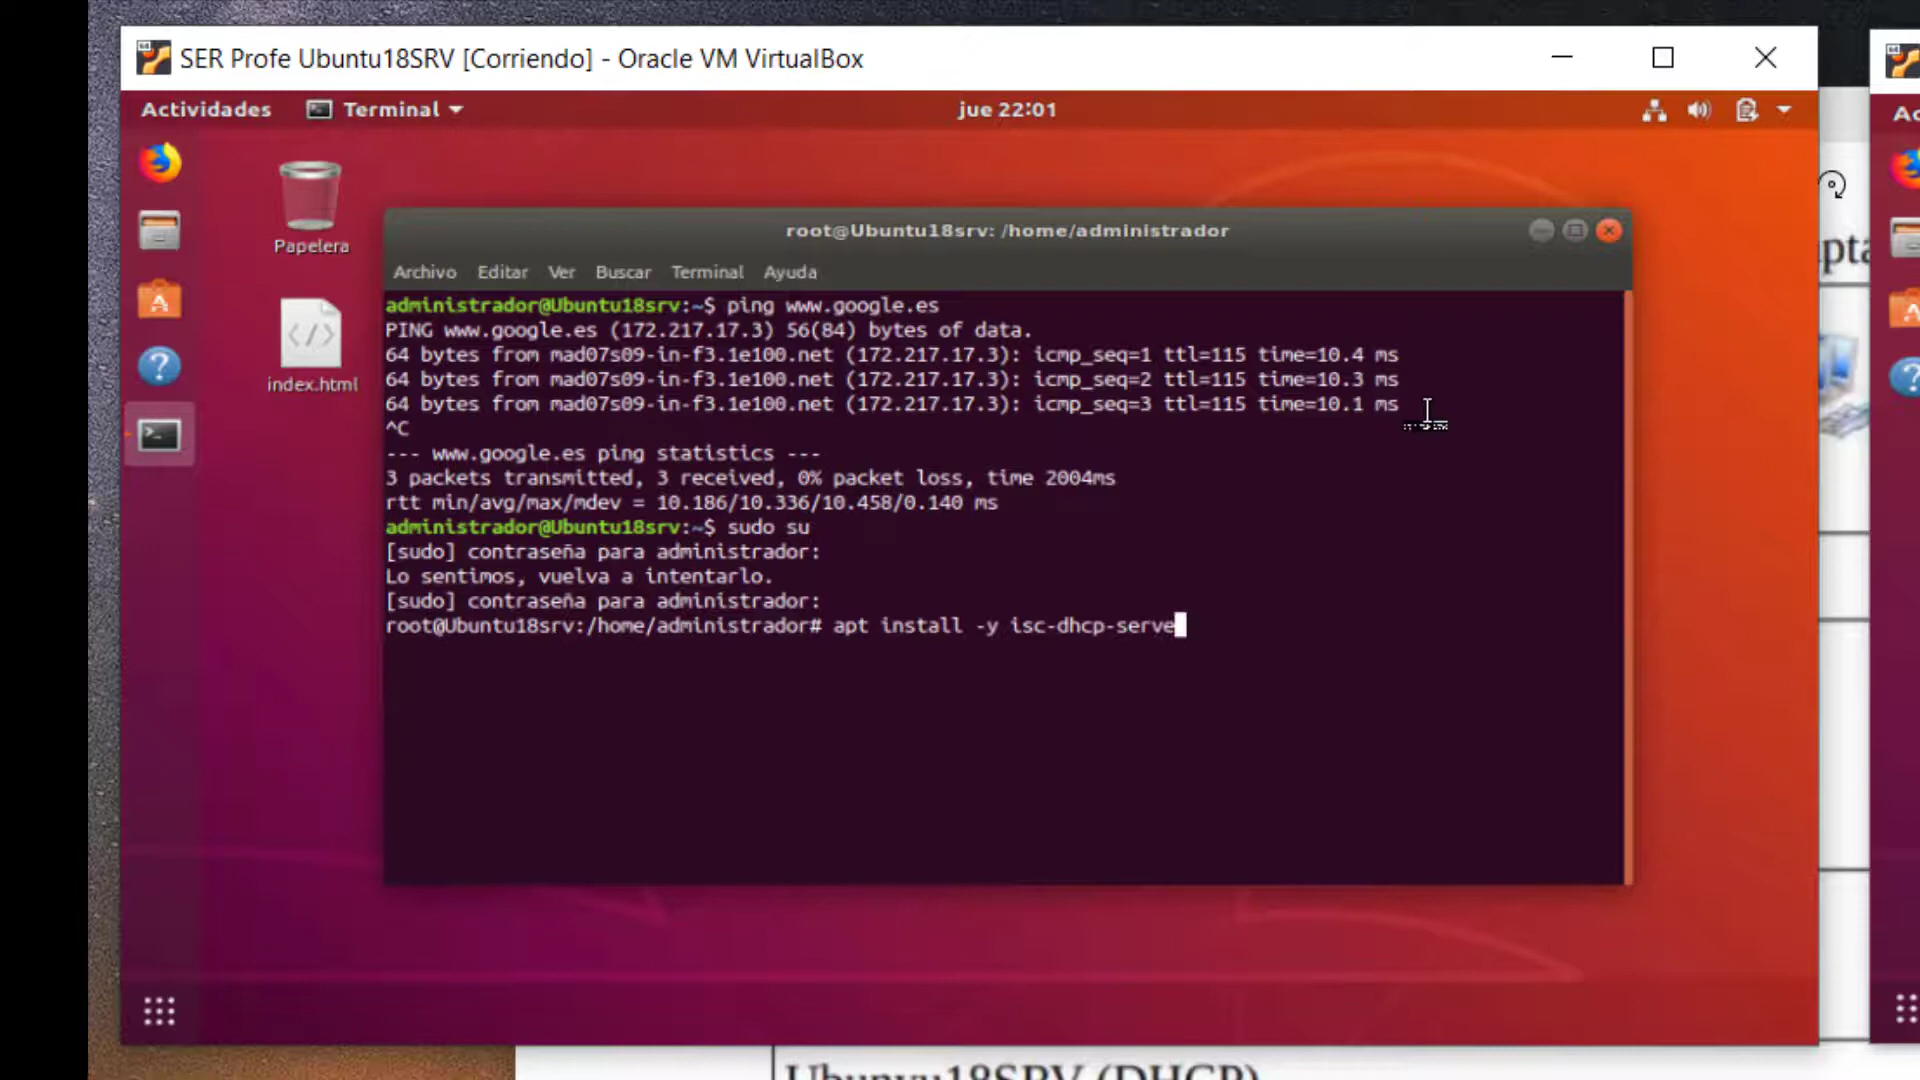 SER Profe Ubuntu18SRV [Corriendo] - Oracle VM VirtualBox
Actividades
Terminal
jue 22:01
Papelera
index.html
root@Ubuntu18srv: /home/administrador
Archivo Editar Ver Buscar Terminal Ayuda
administrador@Ubuntu18srv:~$ ping www.google.es
PING www.google.es (172.217.17.3) 56(84) bytes of data.
64 bytes from mad07s09-in-f3.1e100.net (172.217.17.3): icmp_seq=1 ttl=115 time=10.4 ms
64 bytes from mad07s09-in-f3.1e100.net (172.217.17.3): icmp_seq=2 ttl=115 time=10.3 ms
64 bytes from mad07s09-in-f3.1e100.net (172.217.17.3): icmp_seq=3 ttl=115 time=10.1 ms
^C
--- www.google.es ping statistics ---
3 packets transmitted, 3 received, 0% packet loss, time 2004ms
rtt min/avg/max/mdev = 10.186/10.336/10.458/0.140 ms
administrador@Ubuntu18srv:~$ sudo su
[sudo] contraseña para administrador:
Lo sentimos, vuelva a intentarlo.
[sudo] contraseña para administrador:
root@Ubuntu18srv:/home/administrador# apt install -y isc-dhcp-serve